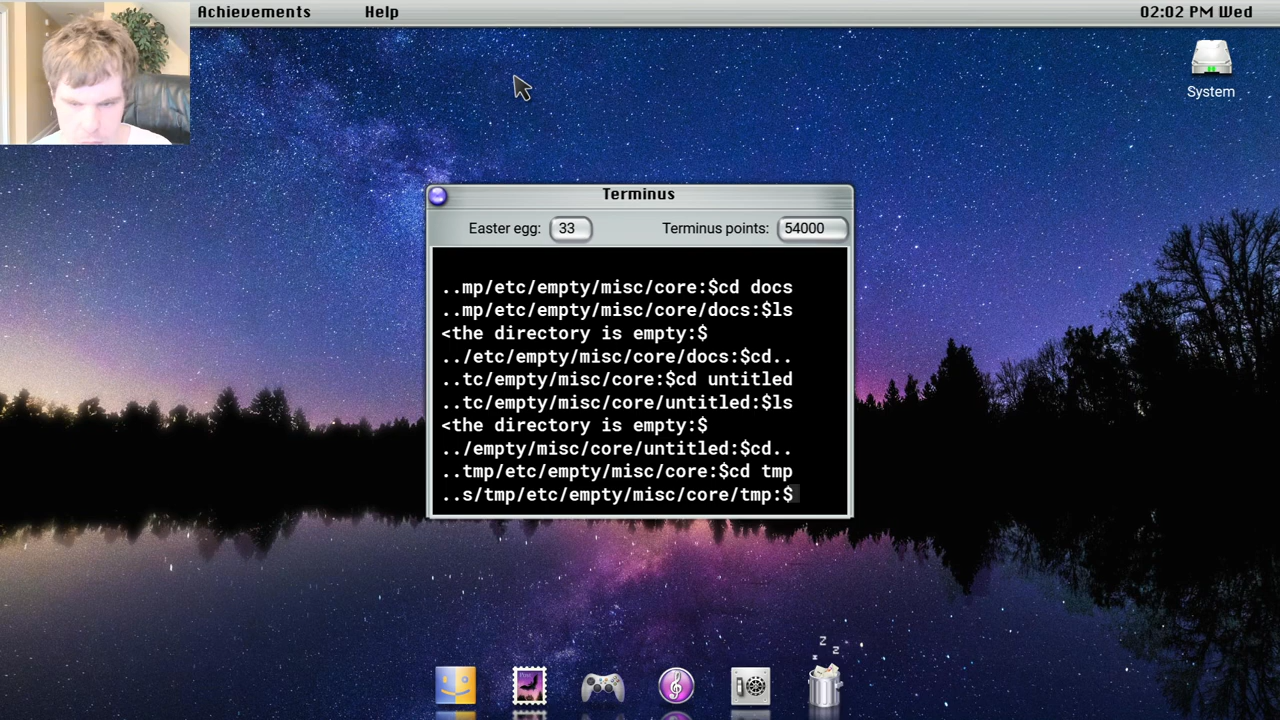 Achievements Help 02:02 PM Wed
System
Terminus
Easter egg: 33 Terminus points: 54000
..mp/etc/empty/misc/core:$cd docs
..mp/etc/empty/misc/core/docs:$ls
<the directory is empty:$
../etc/empty/misc/core/docs:$cd..
..tc/empty/misc/core:$cd untitled
..tc/empty/misc/core/untitled:$ls
<the directory is empty:$
../empty/misc/core/untitled:$cd..
..tmp/etc/empty/misc/core:$cd tmp
..s/tmp/etc/empty/misc/core/tmp:$
z
z
z